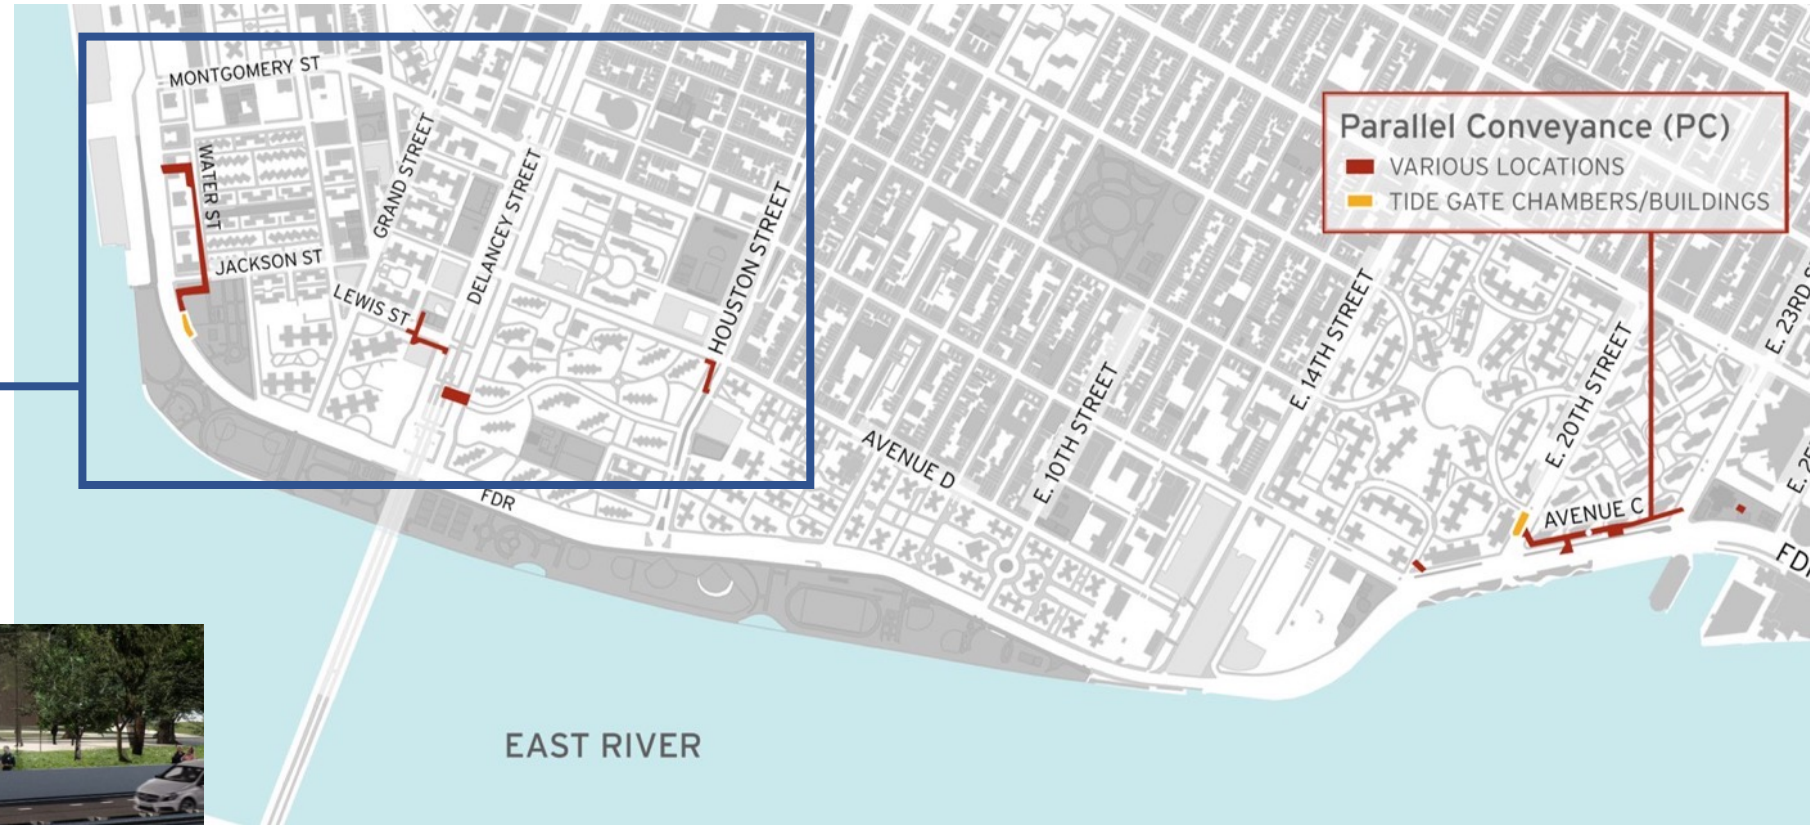 MONTGOMERY ST
WATER ST
GRAND STREET
DELANCEY STREET
JACKSON ST
LEWIS ST
HOUSTON STREET
Parallel Conveyance (PC)
VARIOUS LOCATIONS
TIDE GATE CHAMBERS/BUILDINGS
E. 14TH STREET
E. 20TH STREET
E. 23RD
E. 10TH STREET
AVENUE D
AVENUE C
FDR
EAST RIVER